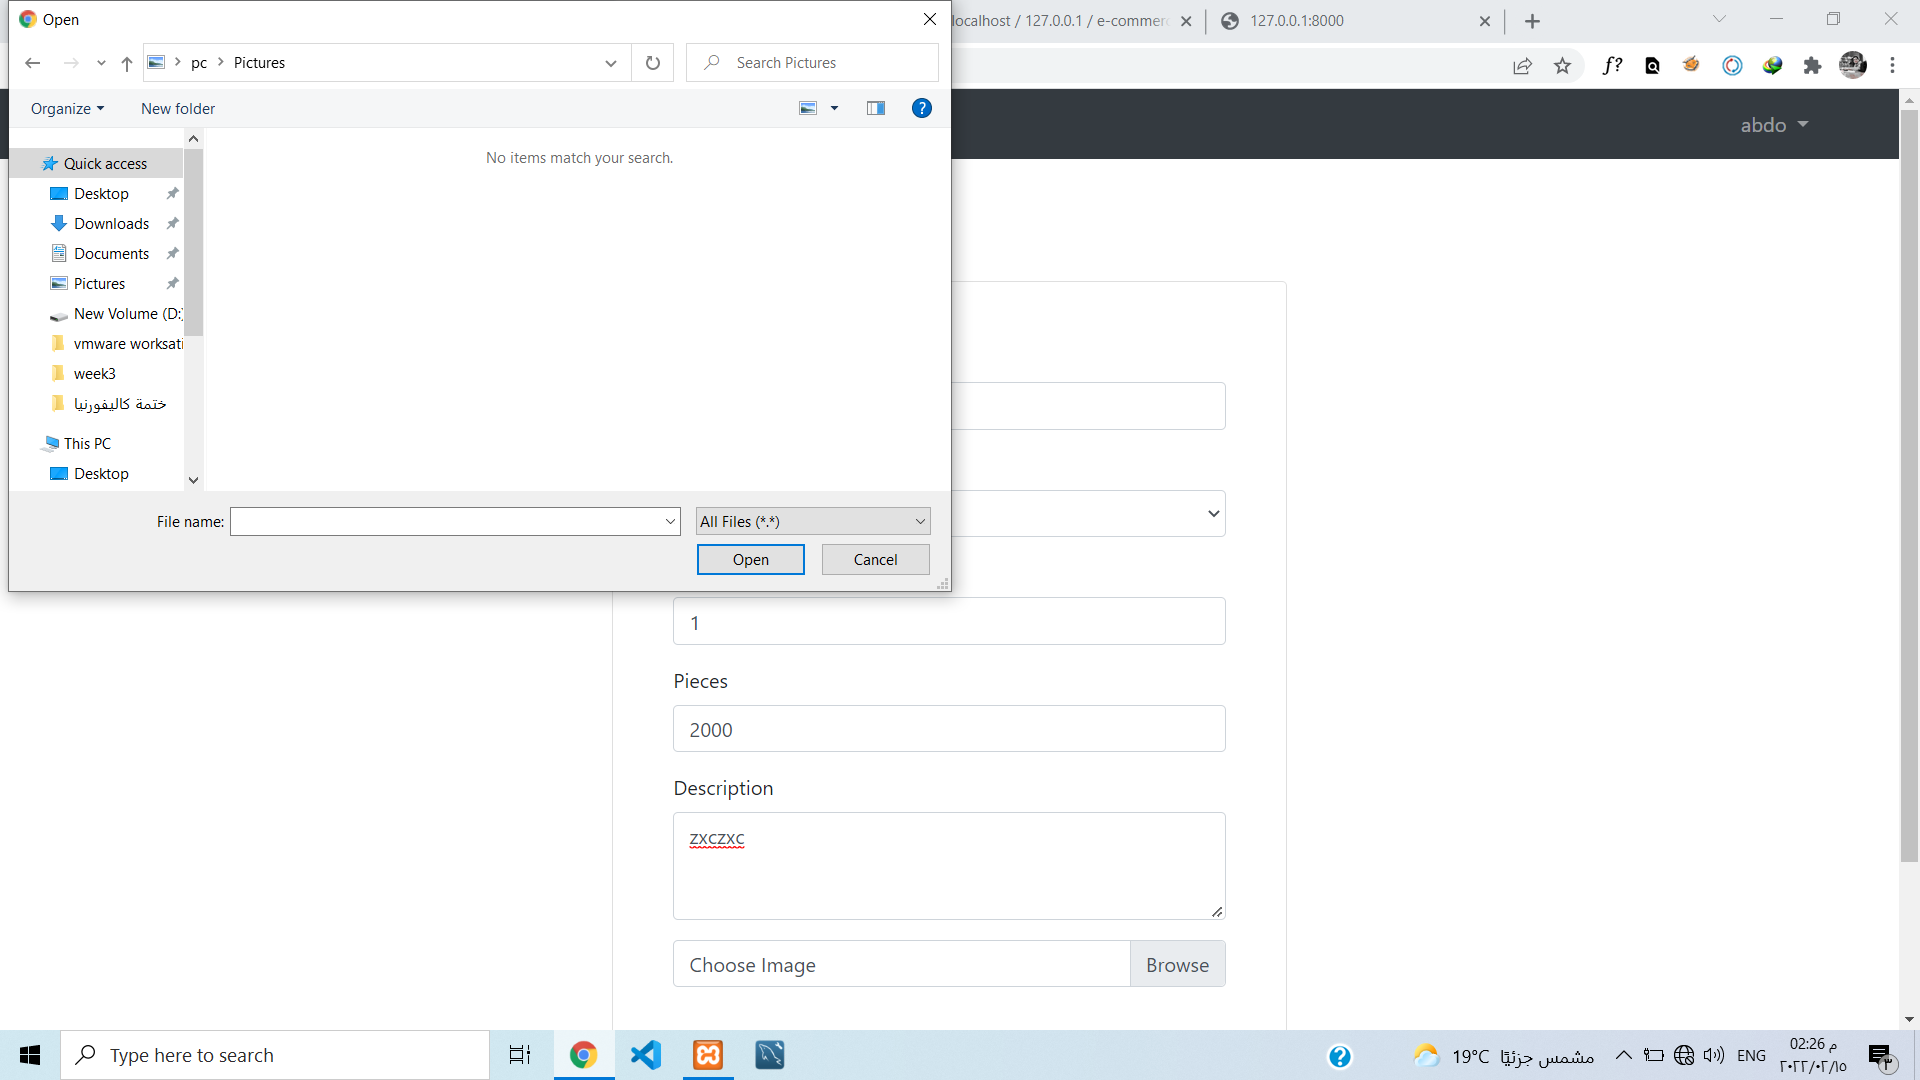 Open
localhost / 127.0.0.1 / e-commer
127.0.0.1:8000
pc
Pictures
Search Pictures
f?
Organize
New folder
?
abdo
No items match your search.
Quick access
Desktop
Downloads
Documents
Pictures
New Volume (D:)
vmware worksati
week3
ختمة كاليفورنيا
This PC
Desktop
File name:
All Files (*.*)
Open
Cancel
1
Pieces
2000
Description
zxczxc
Choose Image
Browse
Type here to search
?
19°C مشمس جزئيًا
ENG
02:26 م
٢٠٢٢/٠٢/١٥
٣